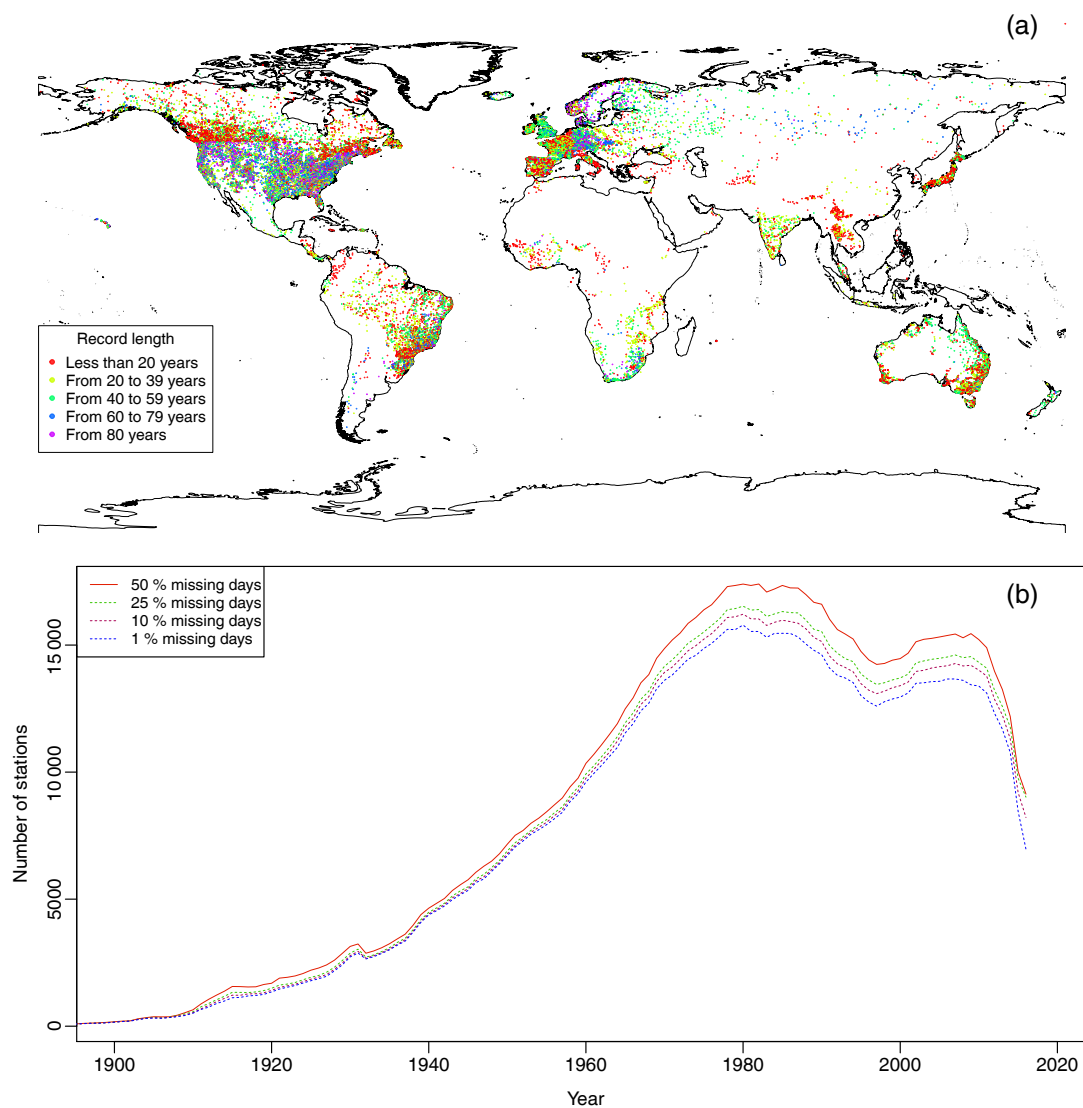 (a)
Record length
Less than 20 years
From 20 to 39 years
From 40 to 59 years
From 60 to 79 years
From 80 years
(b)
50 % missing days
25 % missing days
10 % missing days
1 % missing days
Number of stations
15 000
10 000
5000
0
1900
1920
1940
1960
1980
2000
2020
Year